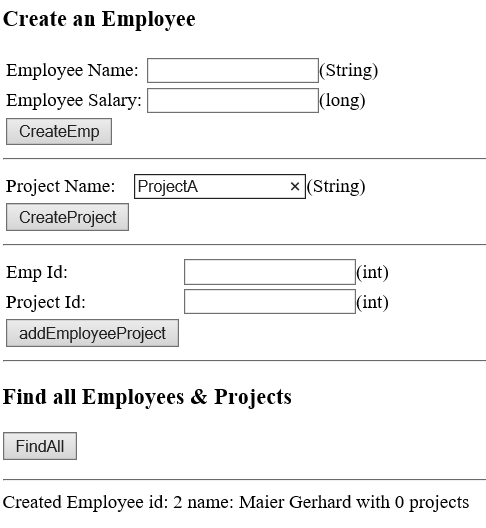 Create an Employee
Employee Name: (String)
Employee Salary: (long)
CreateEmp
Project Name: ProjectA × (String)
CreateProject
Emp Id: (int)
Project Id: (int)
addEmployeeProject
Find all Employees & Projects
FindAll
Created Employee id: 2 name: Maier Gerhard with 0 projects